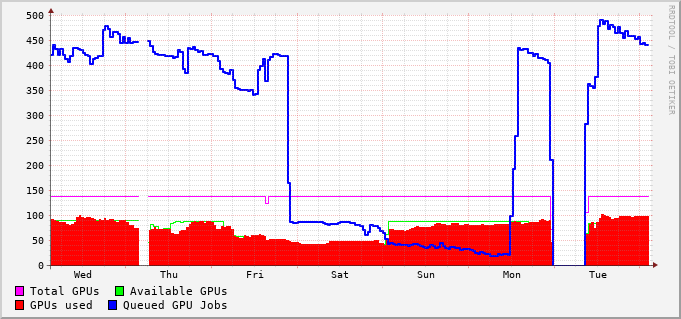 500
450
400
350
300
250
200
150
100
50
0
Wed Thu Fri Sat Sun Mon Tue
Total GPUs Available GPUs
GPUs used Queued GPU Jobs
RRDTOOL / TOBI OETIKER